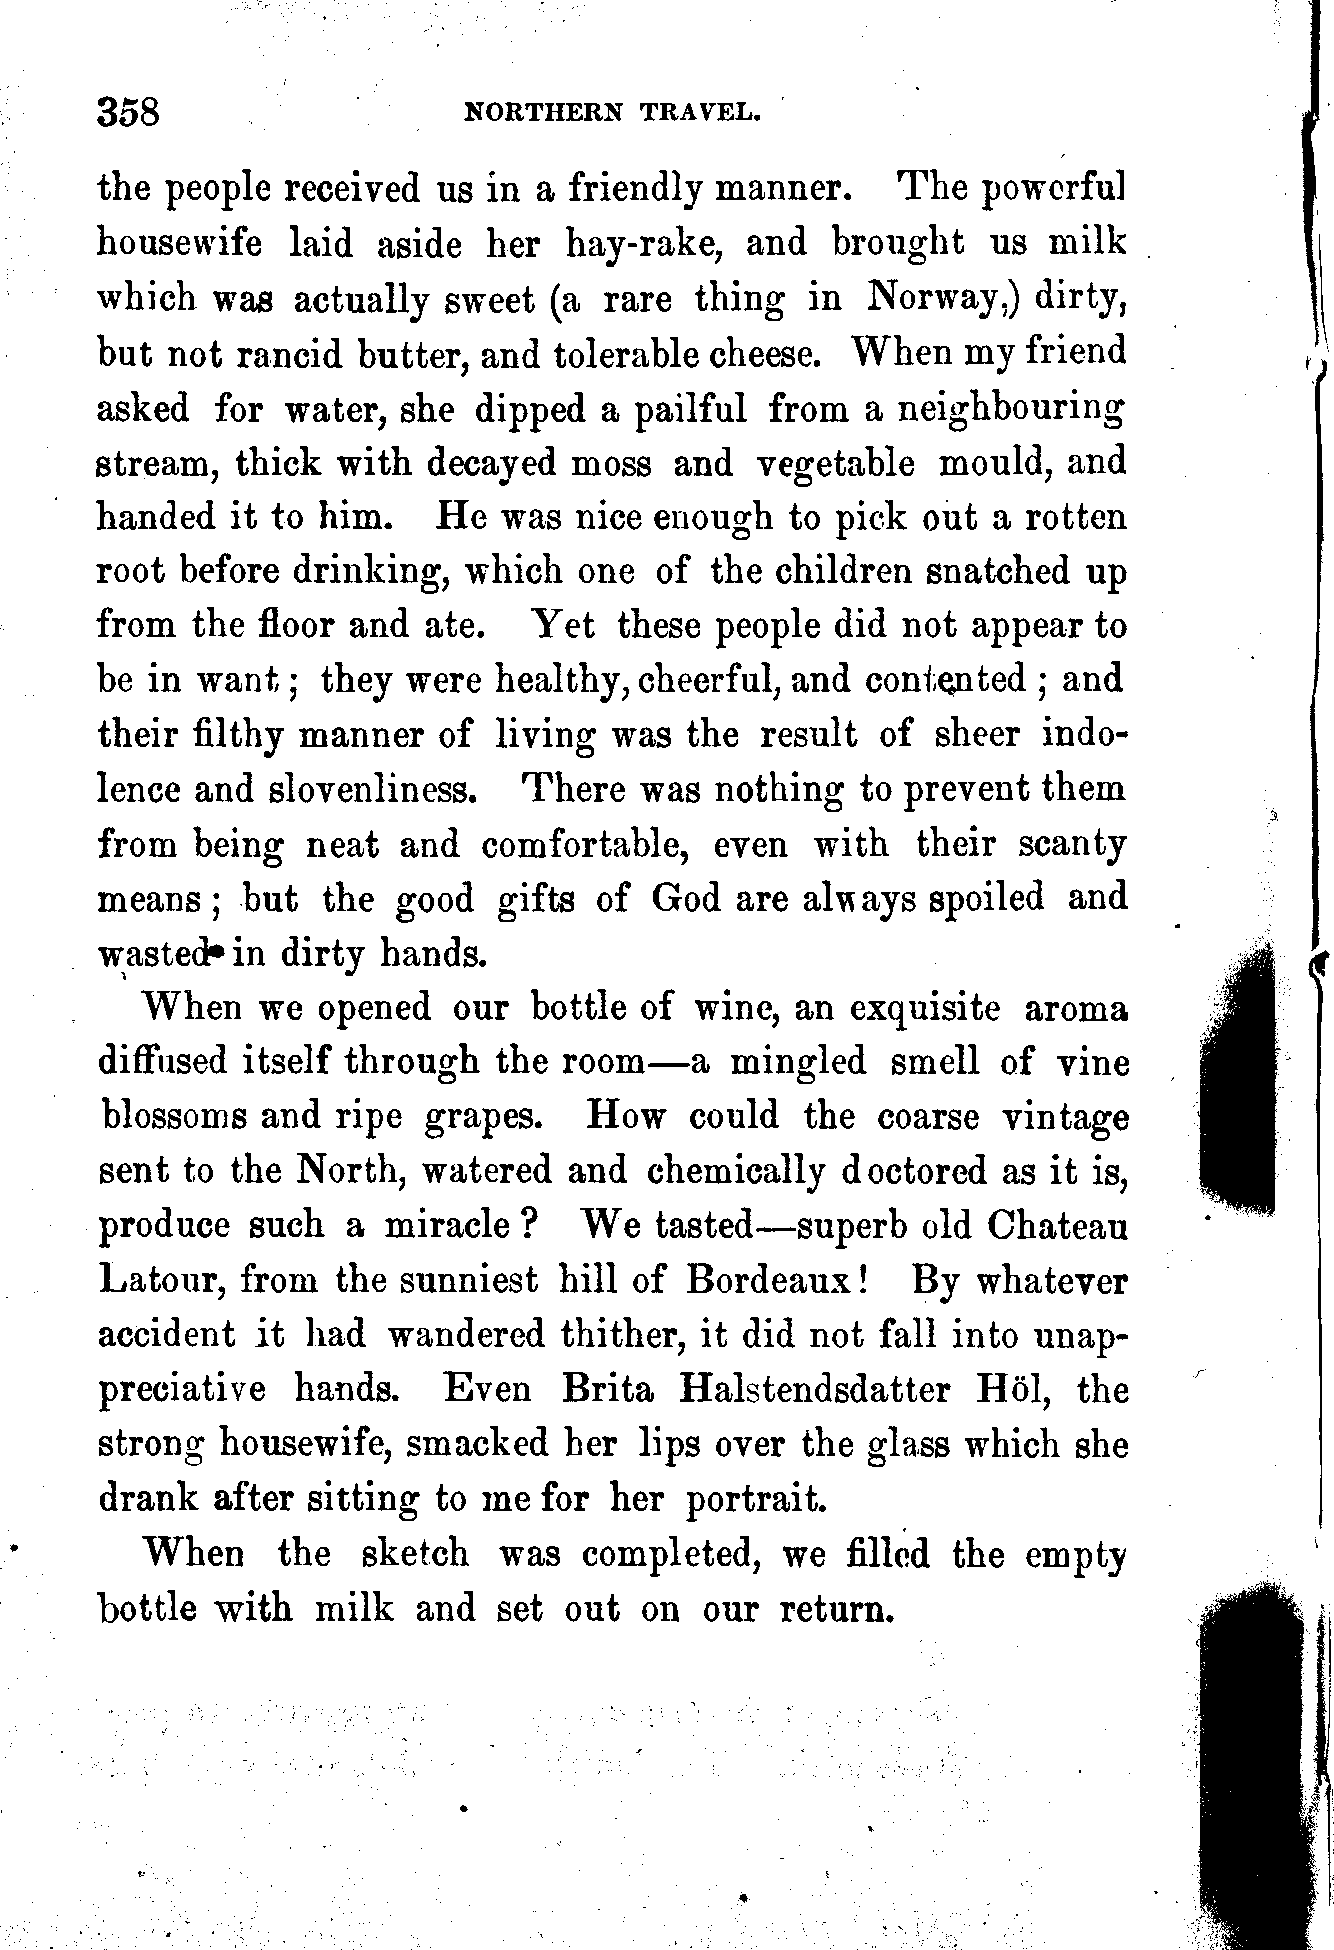 358 NORTHERN TRAVEL.
the people received us in a friendly manner. The powerful
housewife laid aside her hay-rake, and brought us milk
which was actually sweet (a rare thing in Norway,) dirty,
but not rancid butter, and tolerable cheese. When my friend
asked for water, she dipped a pailful from a neighbouring
stream, thick with decayed moss and vegetable mould, and
handed it to him. He was nice enough to pick out a rotten
root before drinking, which one of the children snatched up
from the floor and ate. Yet these people did not appear to
be in want; they were healthy, cheerful, and contented; and
their filthy manner of living was the result of sheer indo-
lence and slovenliness. There was nothing to prevent them
from being neat and comfortable, even with their scanty
means; but the good gifts of God are always spoiled and
wasted in dirty hands.
When we opened our bottle of wine, an exquisite aroma
diffused itself through the room—a mingled smell of vine
blossoms and ripe grapes. How could the coarse vintage
sent to the North, watered and chemically doctored as it is,
produce such a miracle? We tasted—superb old Chateau
Latour, from the sunniest hill of Bordeaux! By whatever
accident it had wandered thither, it did not fall into unap-
preciative hands. Even Brita Halstendsdatter Höl, the
strong housewife, smacked her lips over the glass which she
drank after sitting to me for her portrait.
When the sketch was completed, we filled the empty
bottle with milk and set out on our return.